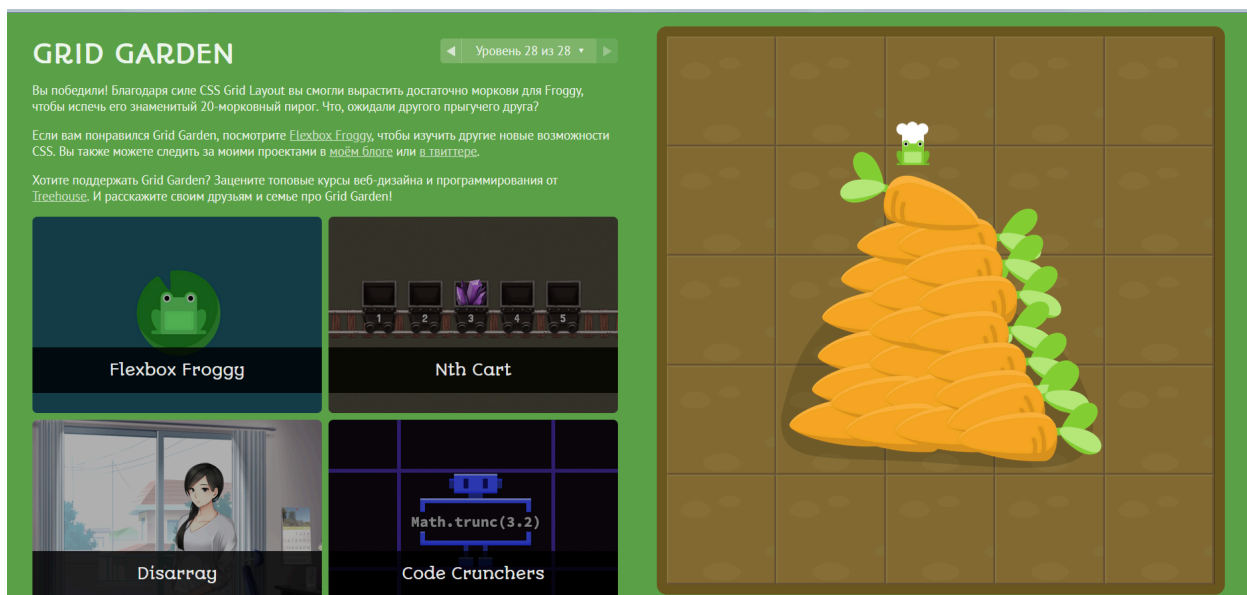 GRID GARDEN
◀ Уровень 28 из 28 ▾ ▶
Вы победили! Благодаря силе CSS Grid Layout вы смогли вырастить достаточно моркови для Froggy,
чтобы испечь его знаменитый 20-морковный пирог. Что, ожидали другого прыгучего друга?
Если вам понравился Grid Garden, посмотрите Flexbox Froggy, чтобы изучить другие новые возможности
CSS. Вы также можете следить за моими проектами в моём блоге или в твиттере.
Хотите поддержать Grid Garden? Зацените топовые курсы веб-дизайна и программирования от
Treehouse. И расскажите своим друзьям и семье про Grid Garden!
1 2 3 4 5
Flexbox Froggy
Nth Cart
Math.trunc(3.2)
Disarray
Code Crunchers